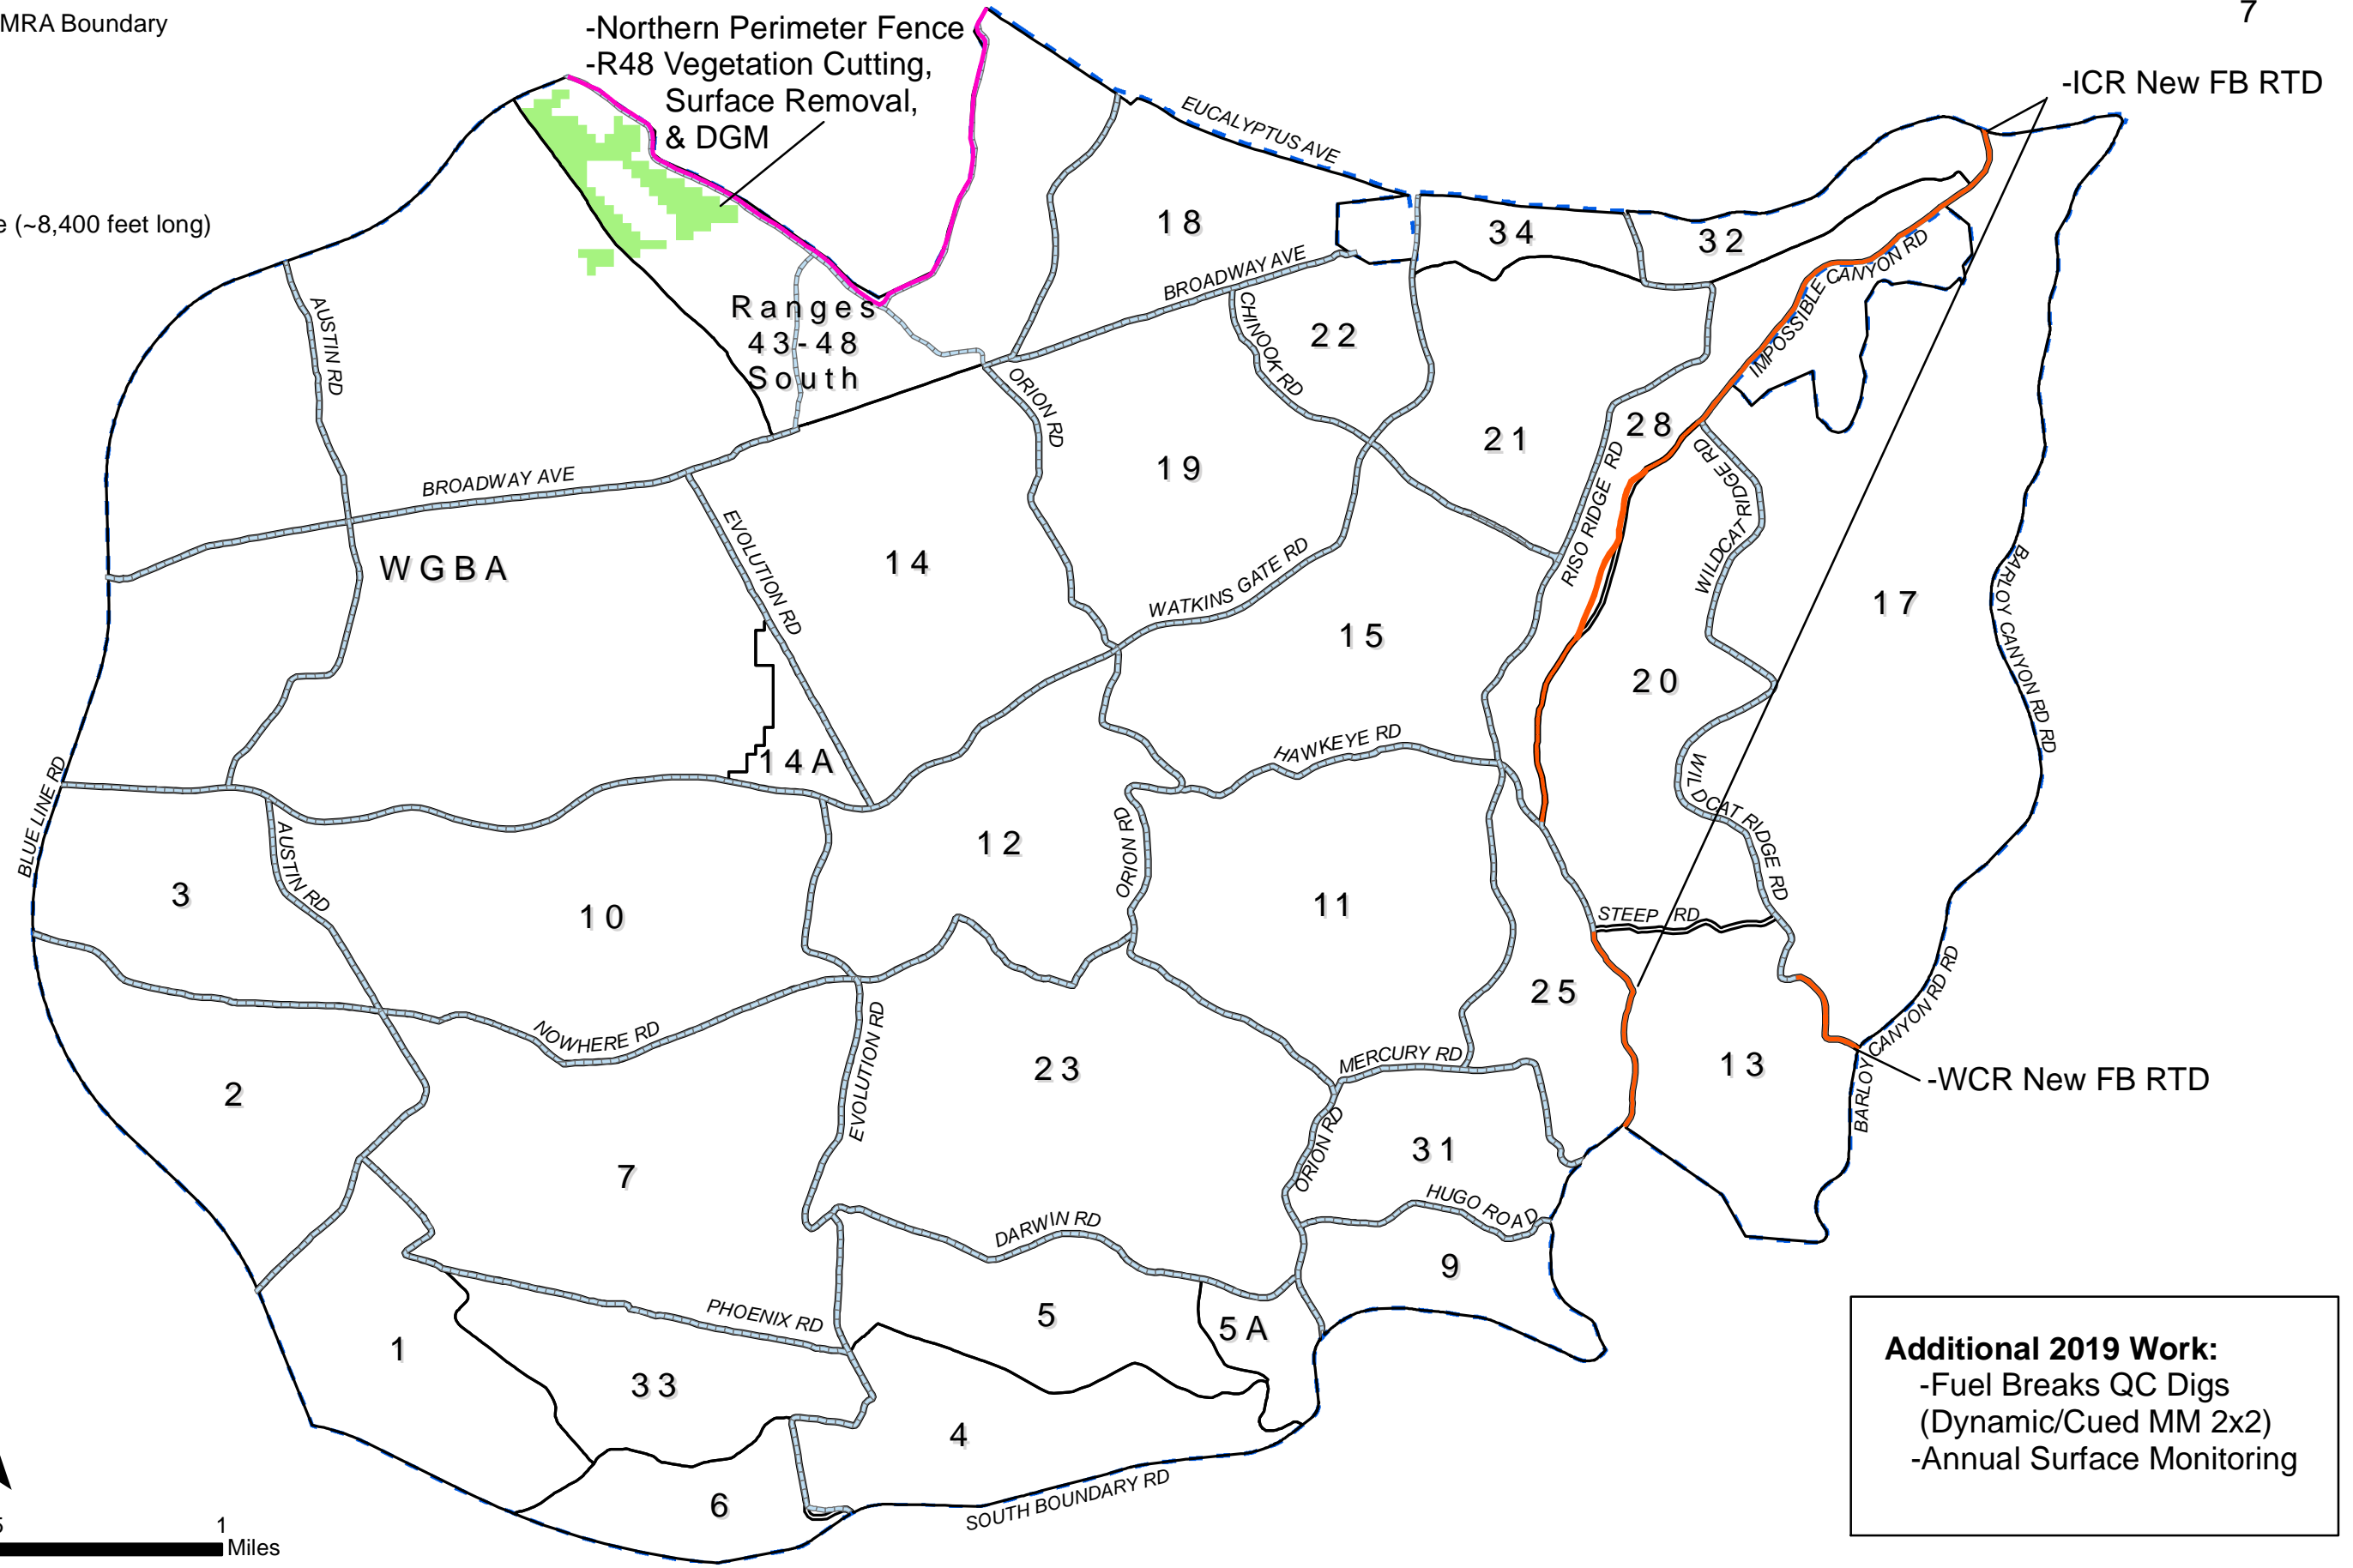 MRA Boundary
-Northern Perimeter Fence
-R48 Vegetation Cutting,
Surface Removal,
& DGM
7
-ICR New FB RTD
EUCALYPTUS AVE
(~8,400 feet long)
18
34
32
BROADWAY AVE
IMPOSSIBLE CANYON RD
AUSTIN RD
Ranges
43-48
South
CHINOOK RD
22
ORION RD
28
21
RISO RIDGE RD
WILDCAT RIDGE RD
19
BROADWAY AVE
EVOLUTION RD
WGBA
14
WATKINS GATE RD
15
17
BARLOY CANYON RD RD
20
14A
HAWKEYE RD
WILDCAT RIDGE RD
BLUE LINE RD
AUSTIN RD
12
ORION RD
3
10
11
STEEP RD
25
BARLOY CANYON RD RD
NOWHERE RD
EVOLUTION RD
23
MERCURY RD
13
-WCR New FB RTD
2
7
ORION RD
31
HUGO ROAD
DARWIN RD
9
PHOENIX RD
5
5A
1
33
4
6
SOUTH BOUNDARY RD
Additional 2019 Work:
-Fuel Breaks QC Digs
(Dynamic/Cued MM 2x2)
-Annual Surface Monitoring
1
Miles